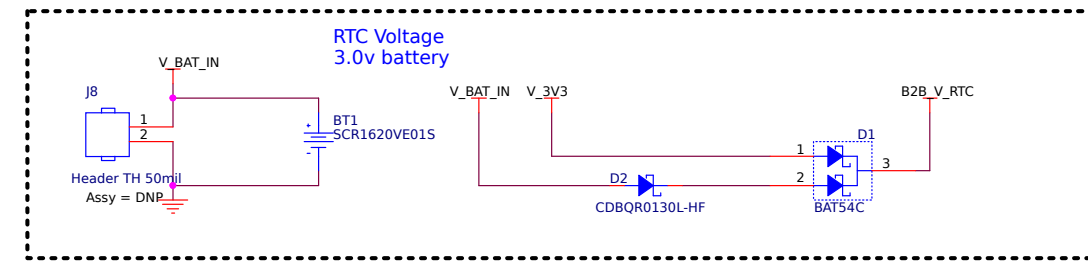 RTC Voltage
3.0v battery
V_BAT_IN
J8
1
2
Header TH 50mil
Assy = DNP
+
BT1
SCR1620VE01S
-
V_BAT_IN
V_3V3
B2B_V_RTC
D1
1
2
3
BAT54C
D2
CDBQR0130L-HF